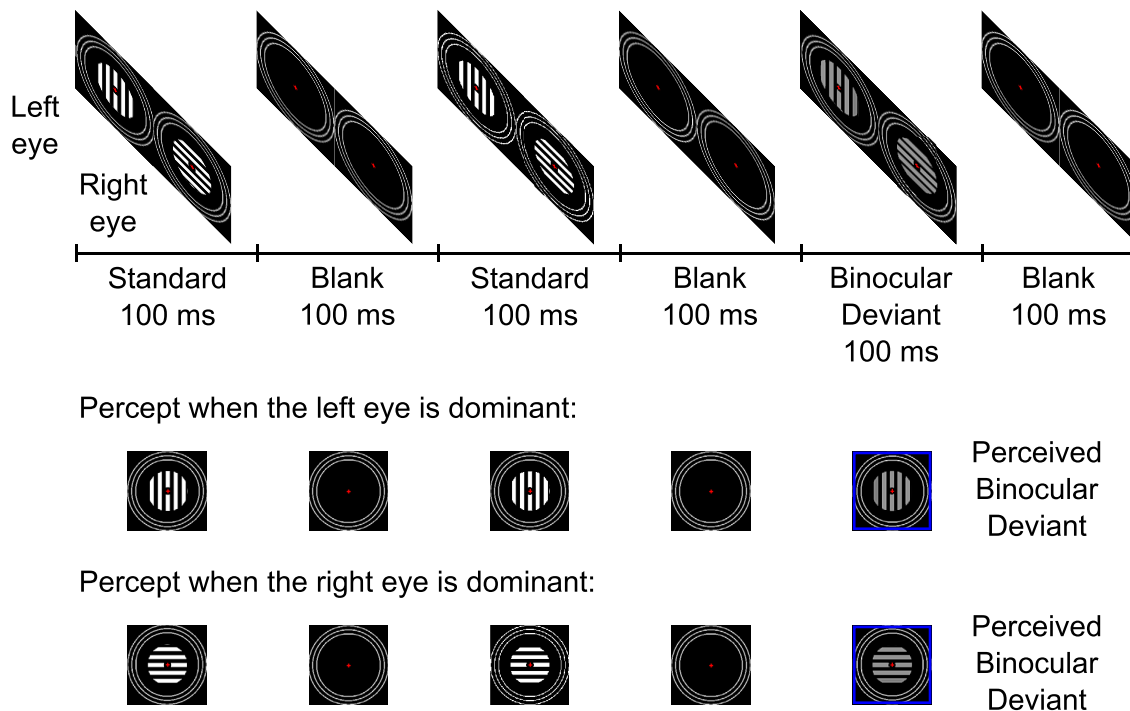 Left
eye
Right
eye
Standard
100 ms
Blank
100 ms
Standard
100 ms
Blank
100 ms
Binocular
Deviant
100 ms
Blank
100 ms
Percept when the left eye is dominant:
Perceived
Binocular
Deviant
Percept when the right eye is dominant:
Perceived
Binocular
Deviant